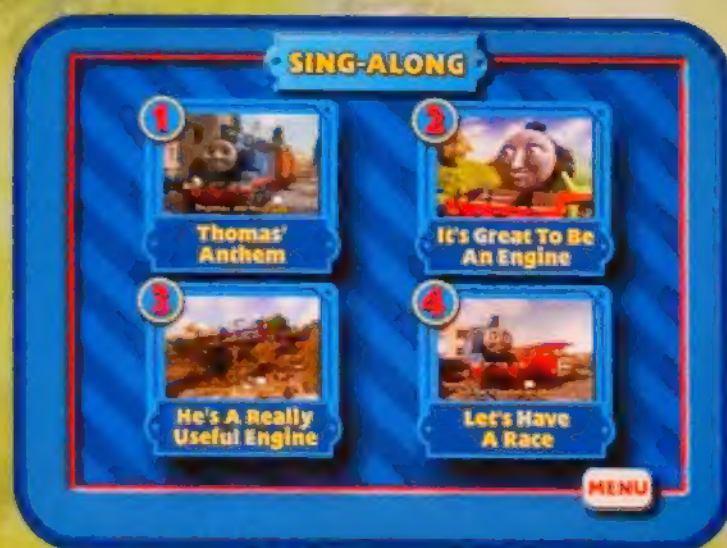 SING-ALONG
1
Thomas'
Anthem
2
It's Great To Be
An Engine
3
He's A Really
Useful Engine
4
Let's Have
A Race
MENU